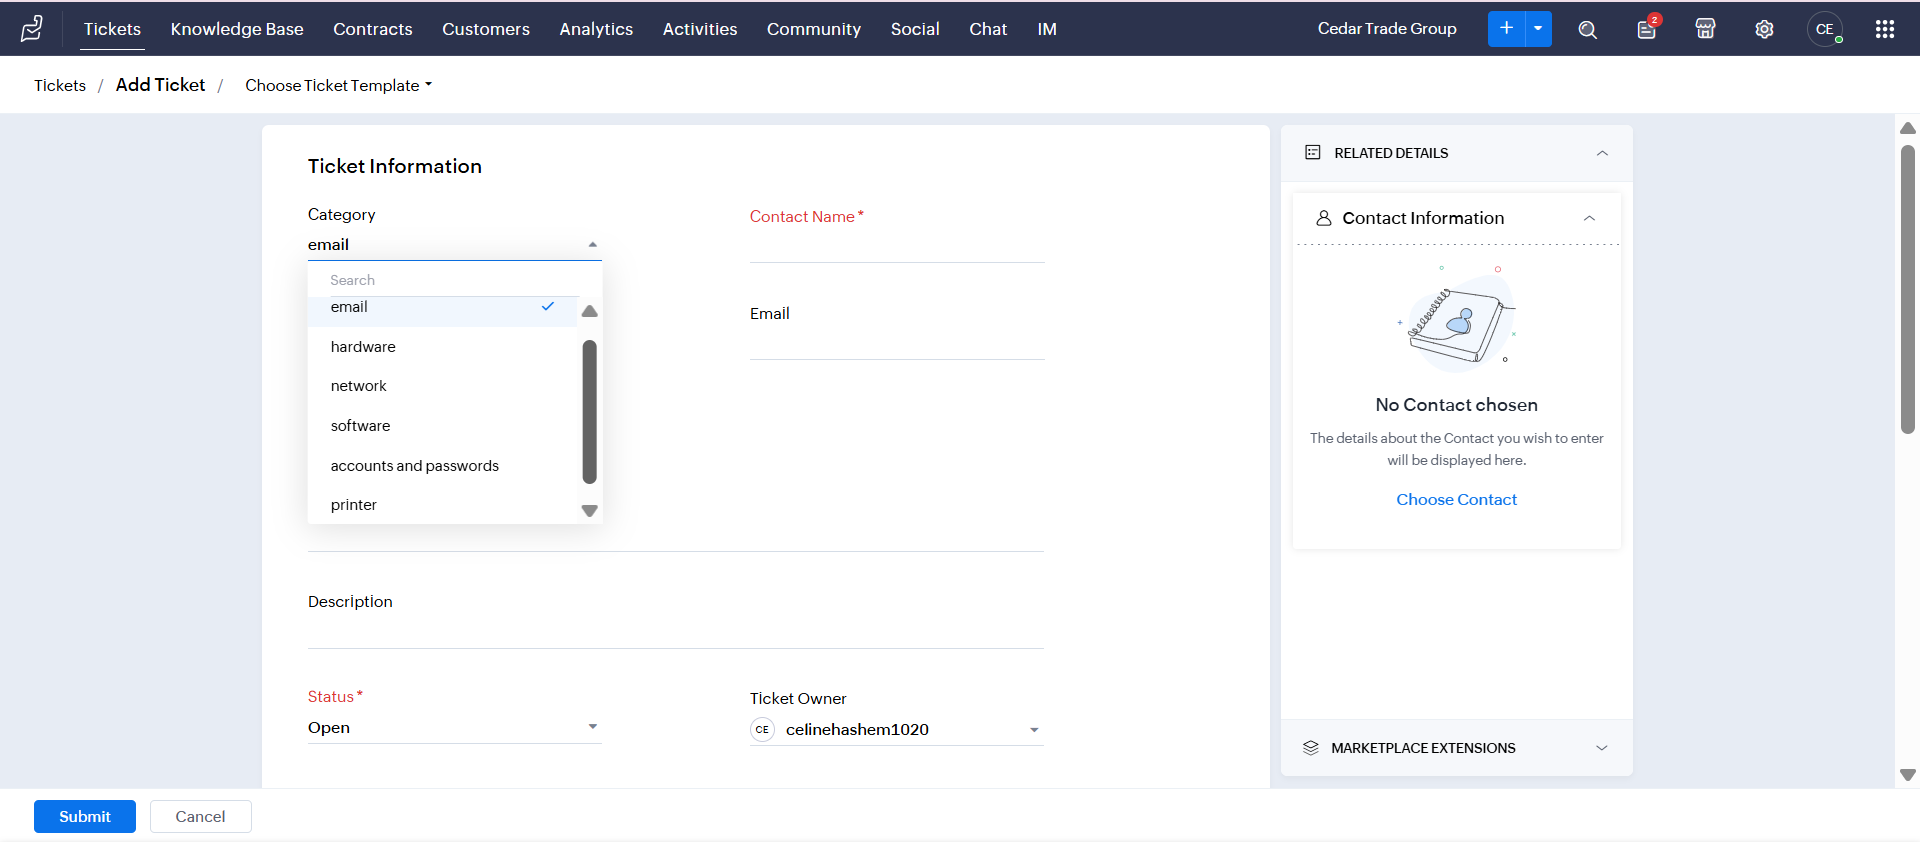 Tickets Knowledge Base Contracts Customers Analytics Activities Community Social Chat IM Cedar Trade Group + 2 CE
Tickets / Add Ticket / Choose Ticket Template
Ticket Information
Category
email
Search
email
hardware
network
software
accounts and passwords
printer
Contact Name *
Email
Description
Status *
Open
Ticket Owner
CE celinehashem1020
RELATED DETAILS
Contact Information
No Contact chosen
The details about the Contact you wish to enter
will be displayed here.
Choose Contact
MARKETPLACE EXTENSIONS
Submit Cancel